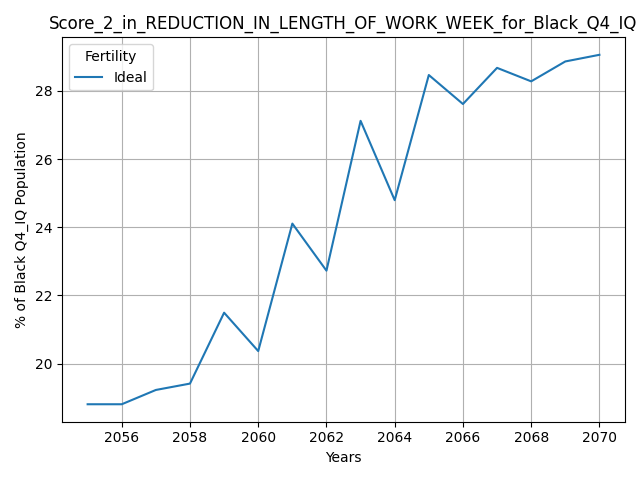 Score_2_in_REDUCTION_IN_LENGTH_OF_WORK_WEEK_for_Black_Q4_IQ
Fertility
Ideal
% of Black Q4_IQ Population
28
26
24
22
20
2056 2058 2060 2062 2064 2066 2068 2070
Years